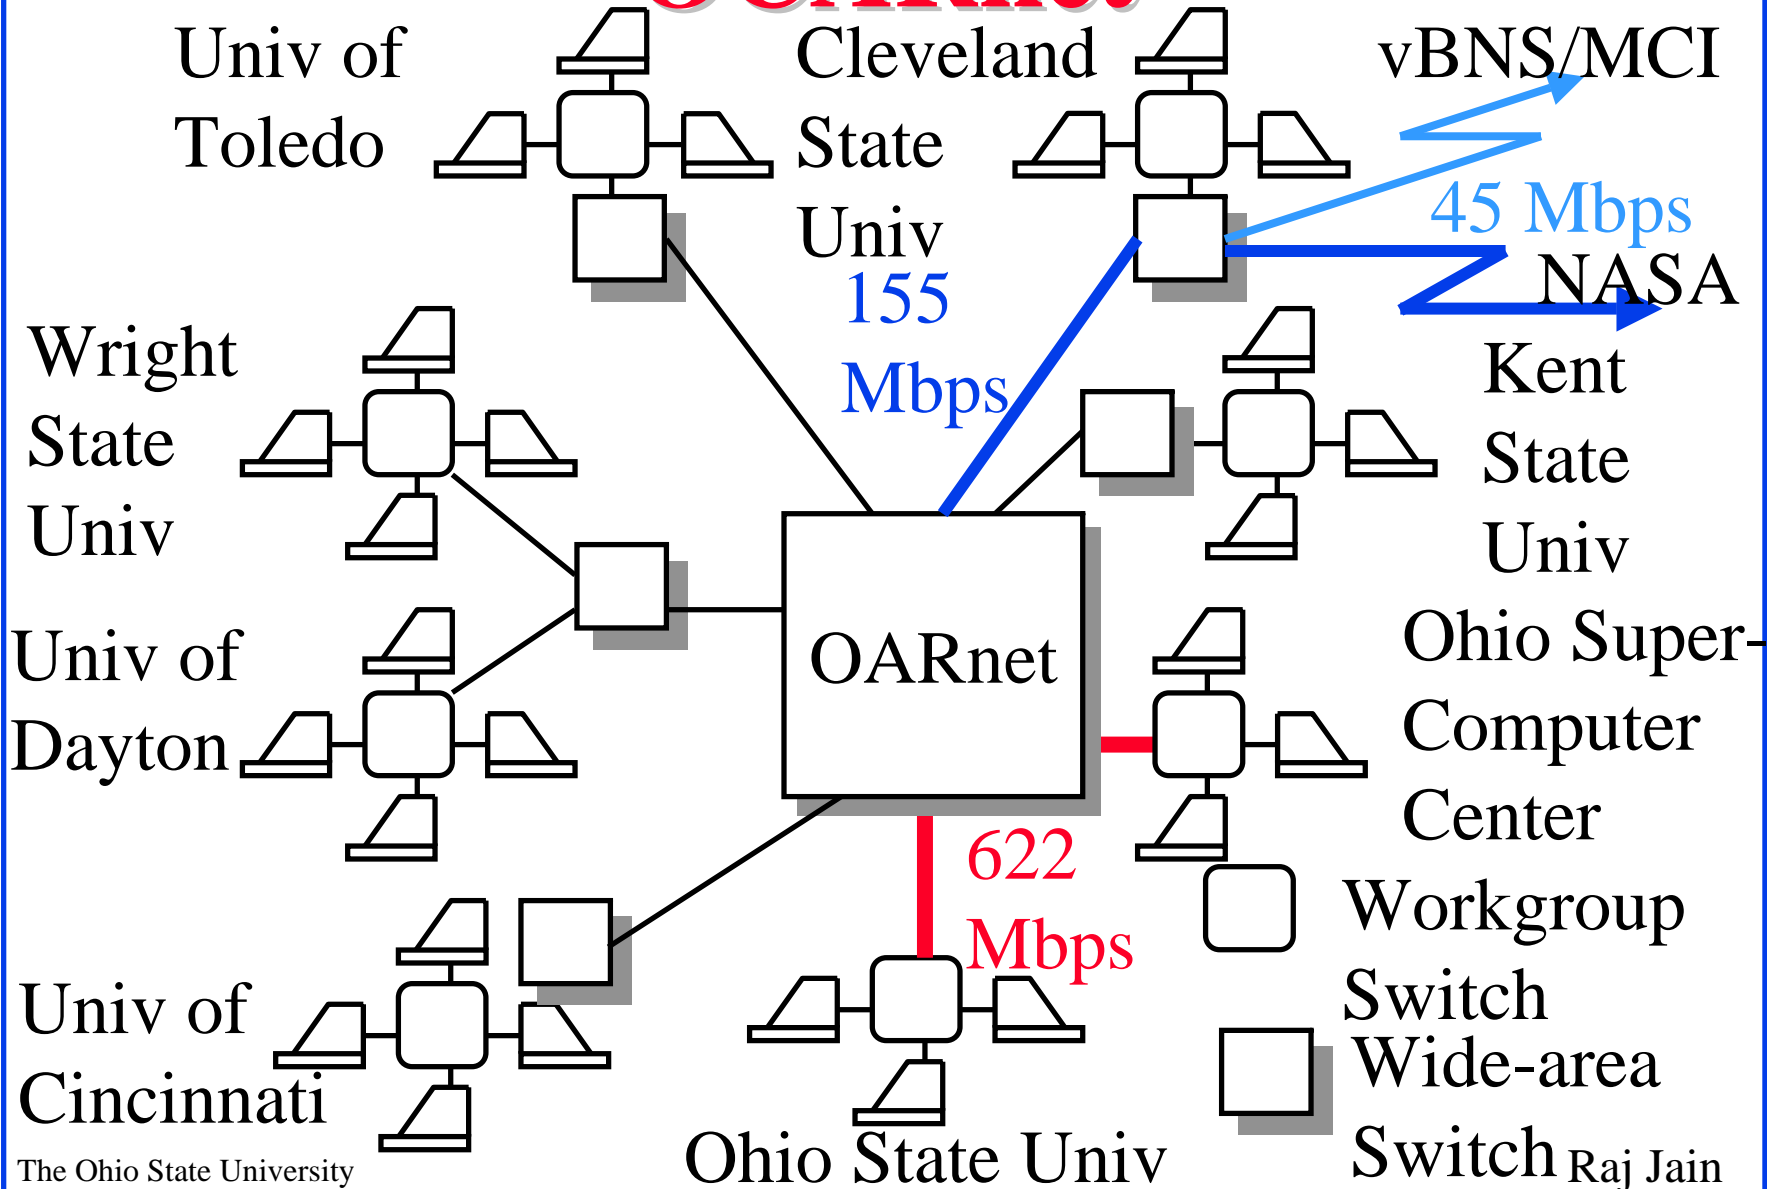 Univ of
Toledo
Cleveland
State
Univ
vBNS/MCI
45 Mbps
NASA
155
Mbps
Wright
State
Univ
Kent
State
Univ
OARnet
Univ of
Dayton
Ohio Super-
Computer
Center
622
Mbps
Workgroup
Switch
Wide-area
Switch
Univ of
Cincinnati
Ohio State Univ
The Ohio State University
Raj Jain